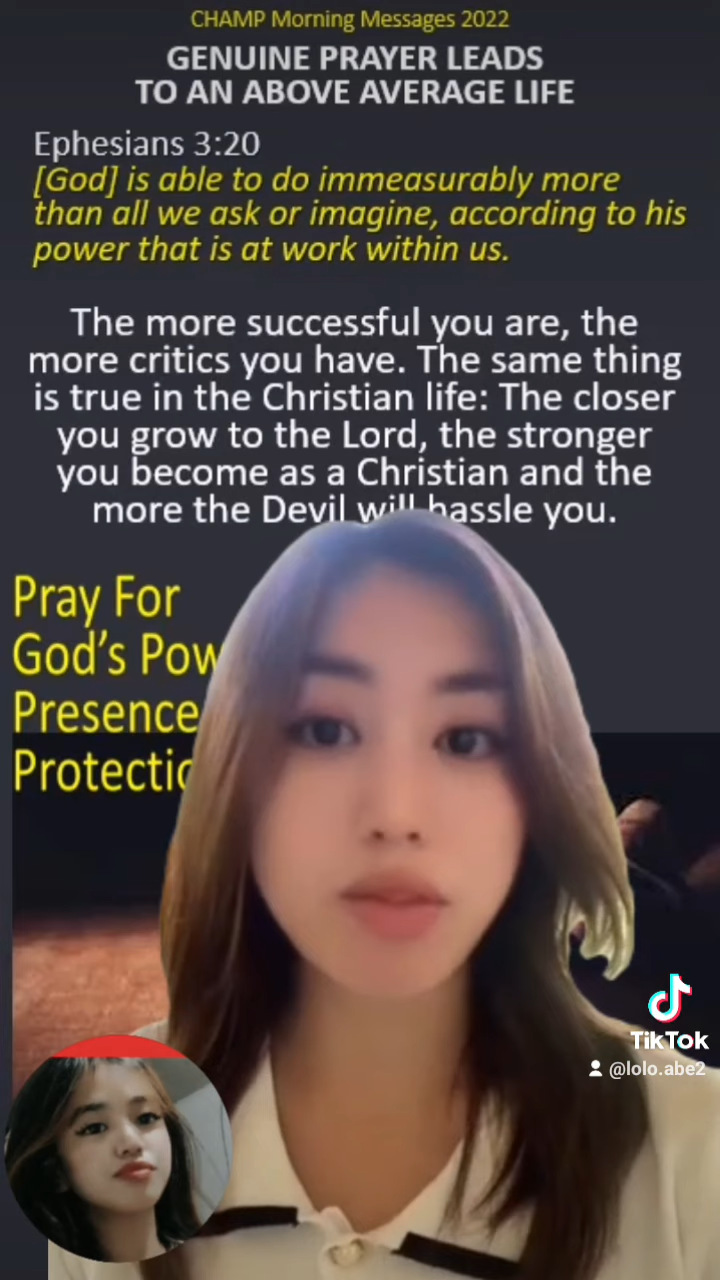 CHAMP Morning Messages 2022
GENUINE PRAYER LEADS
TO AN ABOVE AVERAGE LIFE
Ephesians 3:20
[God] is able to do immeasurably more
than all we ask or imagine, according to his
power that is at work within us.
The more successful you are, the
more critics you have. The same thing
is true in the Christian life: The closer
you grow to the Lord, the stronger
you become as a Christian and the
more the Devil will hassle you.
Pray For
God's Pow
Presence
Protectio
TikTok
@lolo.abe2